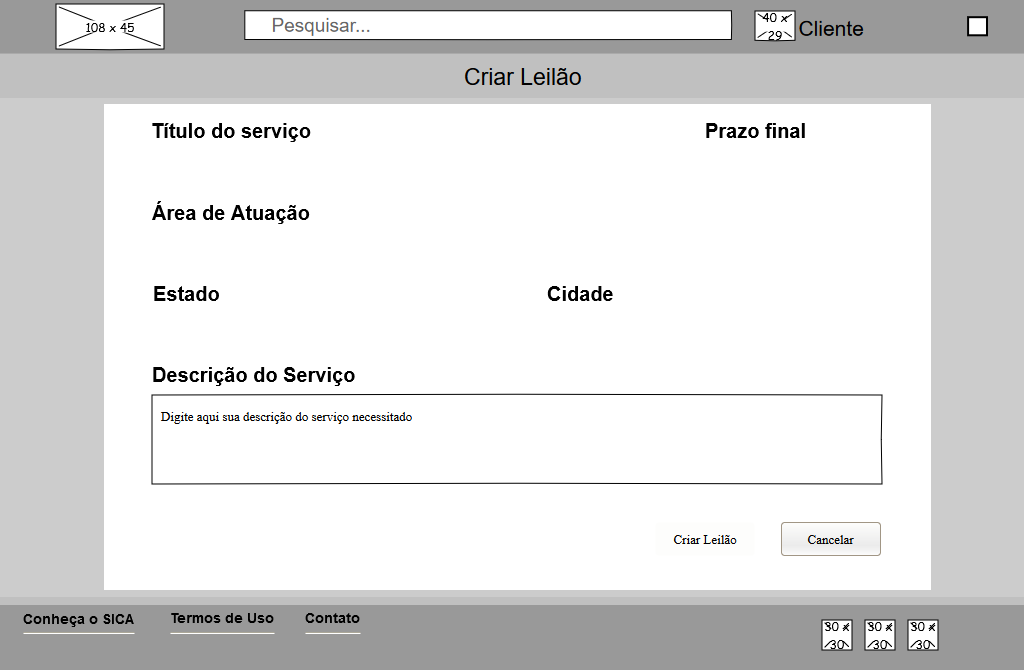 108 x 45
Pesquisar...
40 x
29
Cliente
Criar Leilão
Título do serviço
Prazo final
Área de Atuação
Estado
Cidade
Descrição do Serviço
Digite aqui sua descrição do serviço necessitado
Criar Leilão
Cancelar
Conheça o SICA
Termos de Uso
Contato
30 x
30
30 x
30
30 x
30